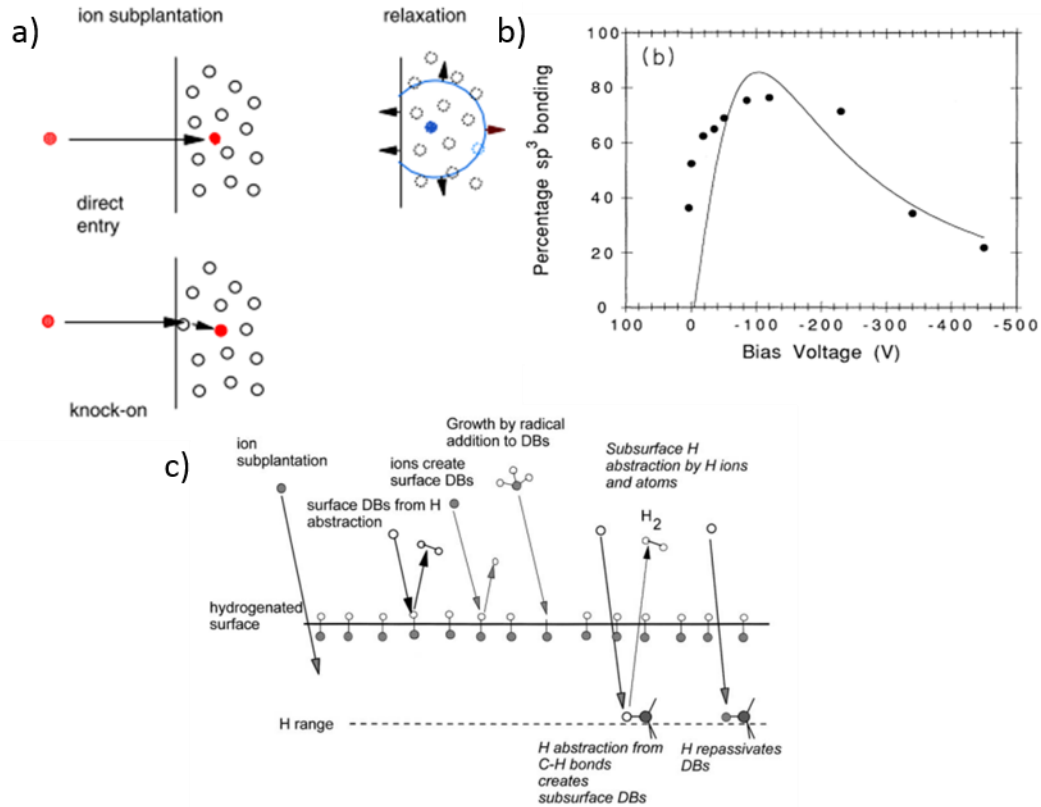 a)
ion subplantation
relaxation
direct
entry
knock-on
b)
(b)
Percentage sp³ bonding
100
80
60
40
20
0
100 0 -100 -200 -300 -400 -500
Bias Voltage (V)
c)
ion
subplantation
surface DBs from H
abstraction
ions create
surface DBs
Growth by radical
addition to DBs
Subsurface H
abstraction by H ions
and atoms
H₂
hydrogenated
surface
H range
H abstraction from
C-H bonds
creates
subsurface DBs
H repassivates
DBs